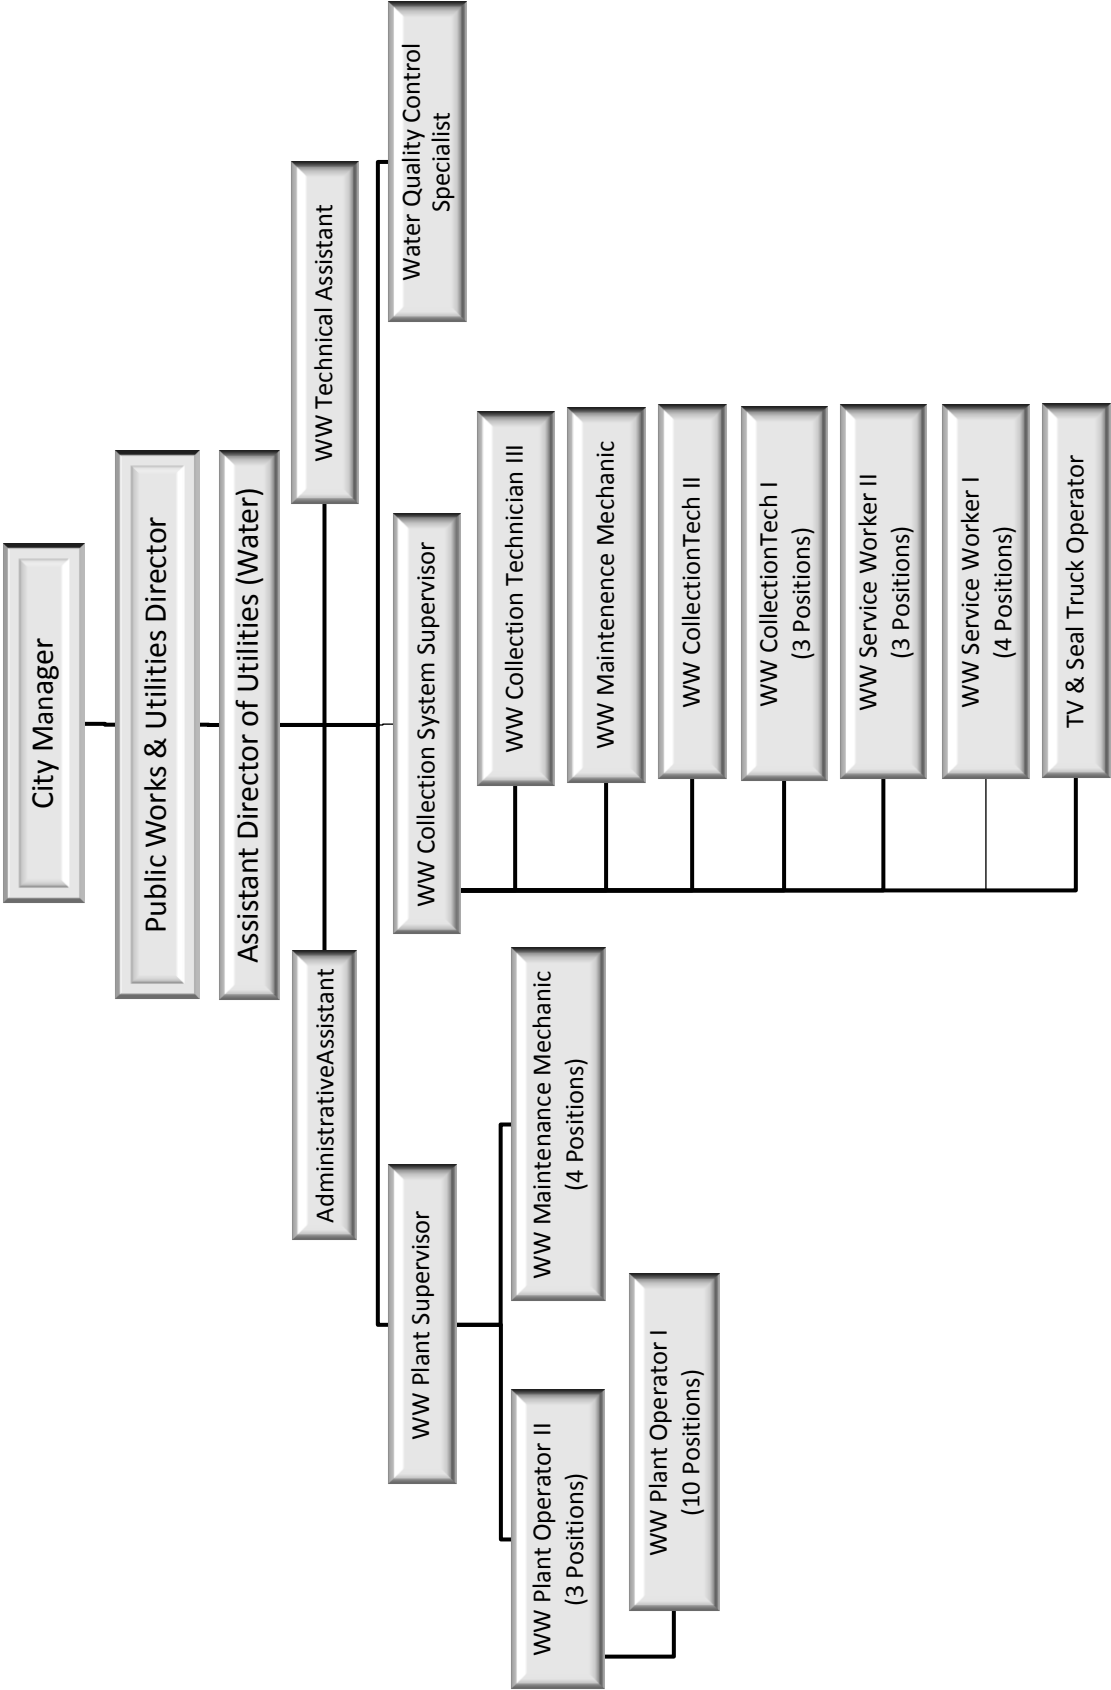 City Manager
Public Works & Utilities Director
Assistant Director of Utilities (Water)
AdministrativeAssistant
WW Technical Assistant
WW Plant Supervisor
WW Collection System Supervisor
Water Quality Control
Specialist
WW Plant Operator II
(3 Positions)
WW Maintenance Mechanic
(4 Positions)
WW Plant Operator I
(10 Positions)
WW Collection Technician III
WW Maintenence Mechanic
WW CollectionTech II
WW CollectionTech I
(3 Positions)
WW Service Worker II
(3 Positions)
WW Service Worker I
(4 Positions)
TV & Seal Truck Operator